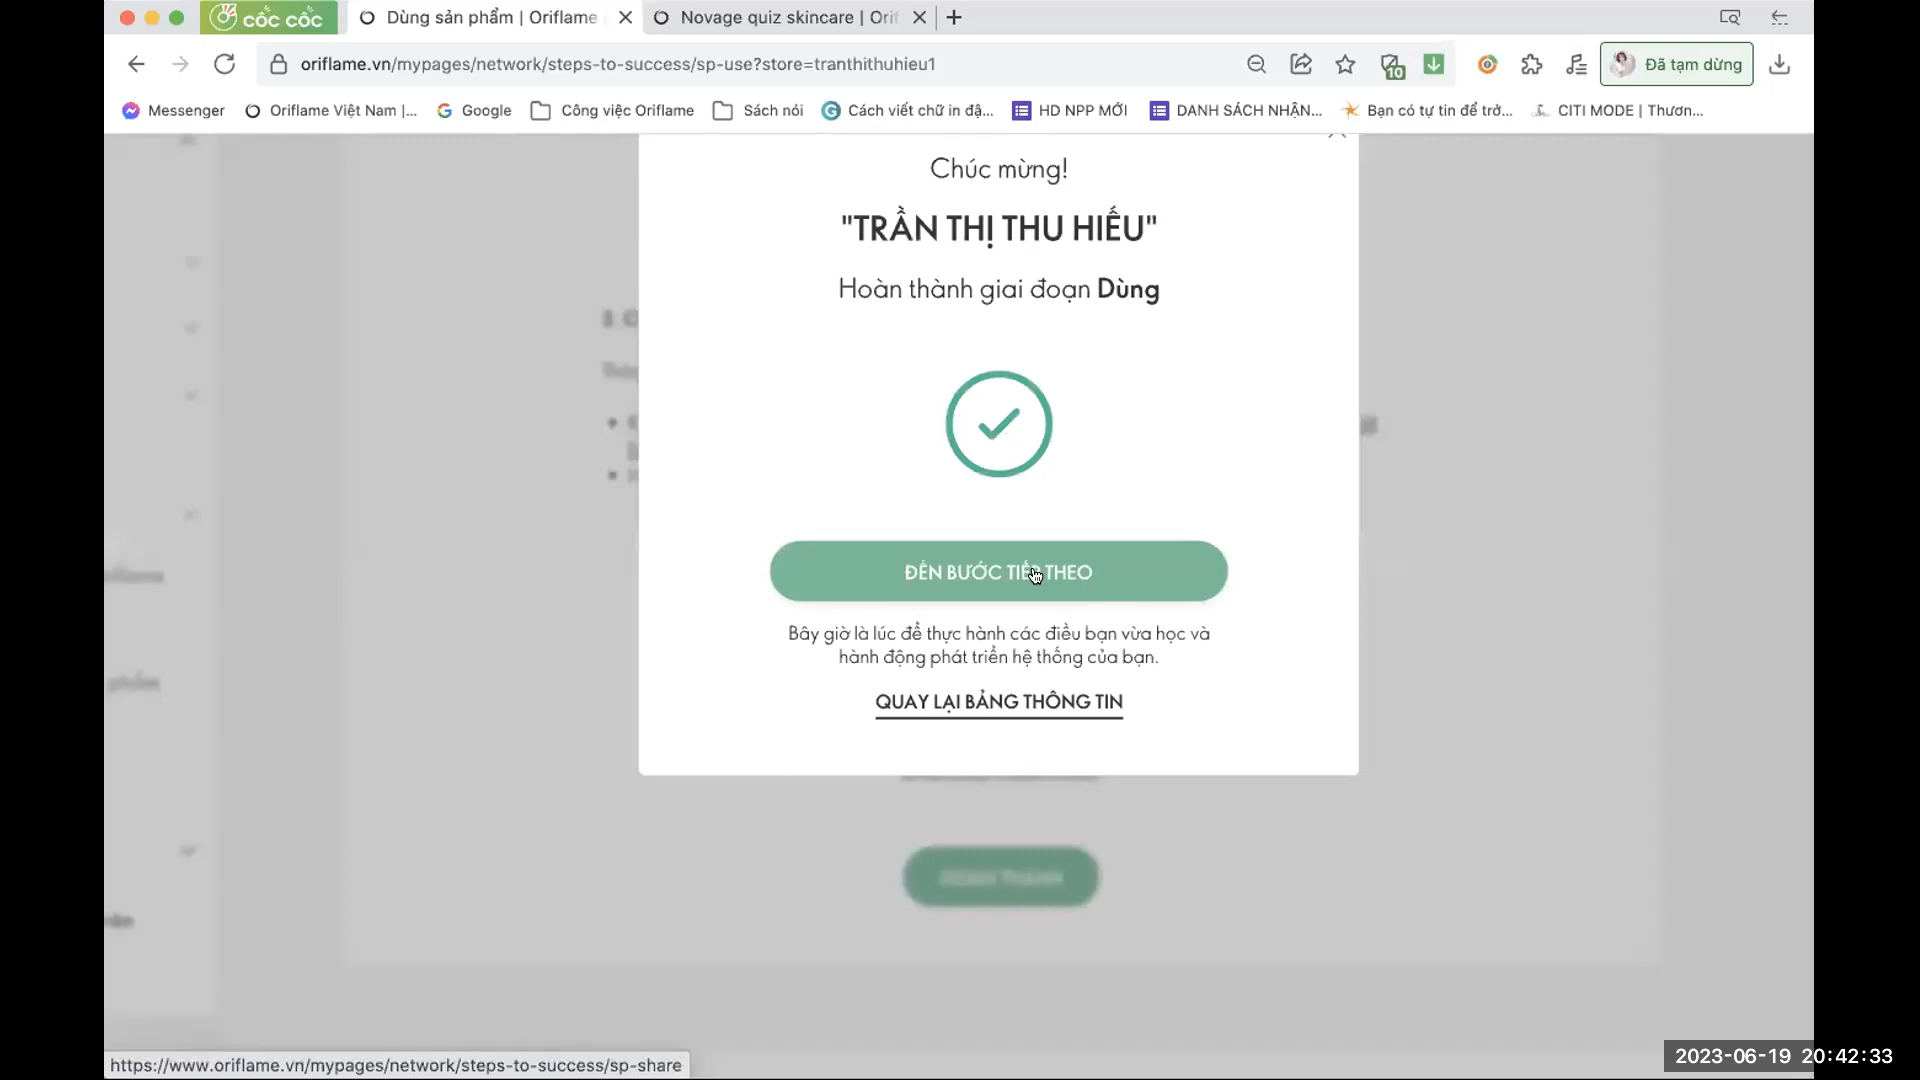 cốc cốc
Dùng sản phẩm | Oriflame
Novage quiz skincare | Ori
oriflame.vn/mypages/network/steps-to-success/sp-use?store=tranthithuhieu1
10
Đã tạm dừng
Messenger
Oriflame Việt Nam |...
Google
Công việc Oriflame
Sách nói
Cách viết chữ in đậ...
HD NPP MỚI
DANH SÁCH NHẬN...
Bạn có tự tin để trở...
CITI MODE | Thươn...
Chúc mừng!
"TRẦN THỊ THU HIẾU"
Hoàn thành giai đoạn Dùng
ĐẾN BƯỚC TIẾP THEO
Bây giờ là lúc để thực hành các điều bạn vừa học và
hành động phát triển hệ thống của bạn.
QUAY LẠI BẢNG THÔNG TIN
https://www.oriflame.vn/mypages/network/steps-to-success/sp-share
2023-06-19 20:42:33